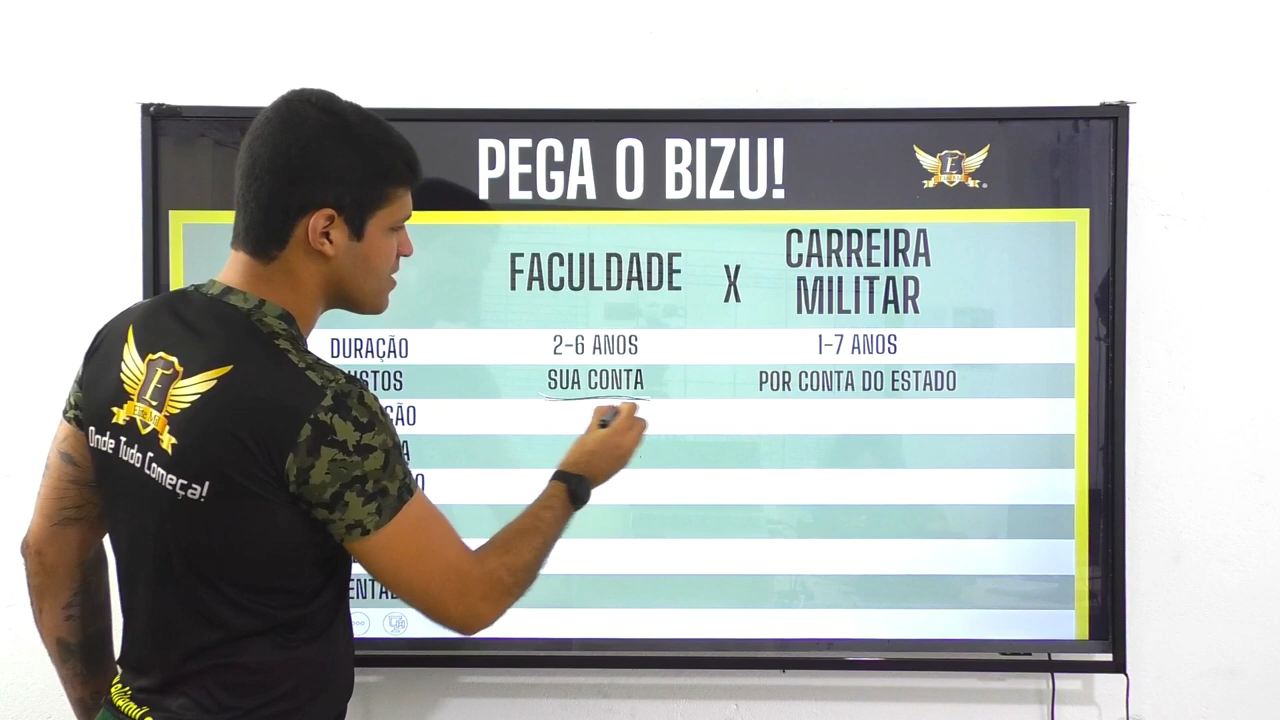 PEGA O BIZU!
FACULDADE X CARREIRA MILITAR
DURAÇÃO 2-6 ANOS 1-7 ANOS
SUA CONTA POR CONTA DO ESTADO
E
Onde Tudo Começa!